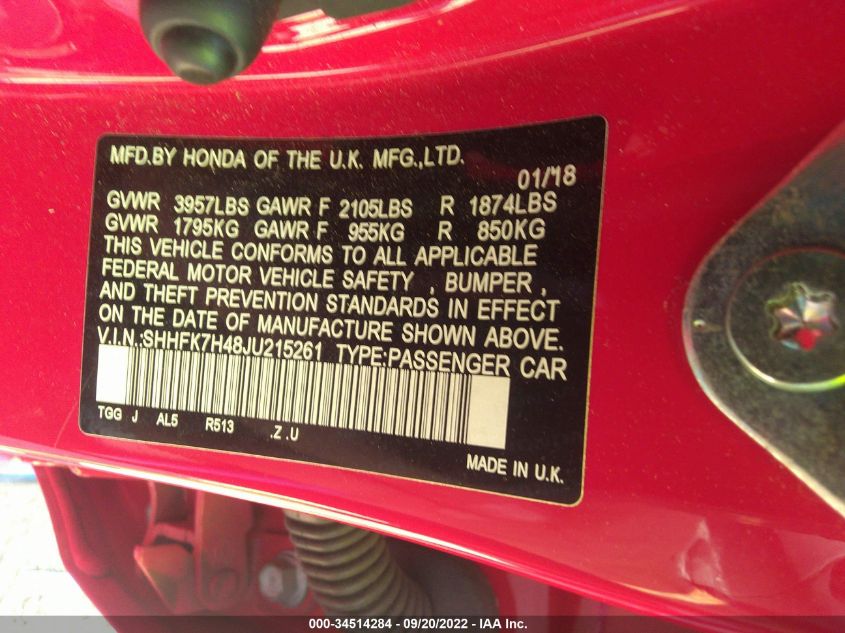 MFD.BY HONDA OF THE U.K. MFG.,LTD.
01/18
GVWR 3957LBS GAWR F 2105LBS R 1874LBS
GVWR 1795KG GAWR F 955KG R 850KG
THIS VEHICLE CONFORMS TO ALL APPLICABLE
FEDERAL MOTOR VEHICLE SAFETY , BUMPER ,
AND THEFT PREVENTION STANDARDS IN EFFECT
ON THE DATE OF MANUFACTURE SHOWN ABOVE.
V.I.N.:SHHFK7H48JU215261 TYPE:PASSENGER CAR
TGG J AL5 R513 .Z .U
MADE IN U.K.
000-34514284 - 09/20/2022 - IAA Inc.